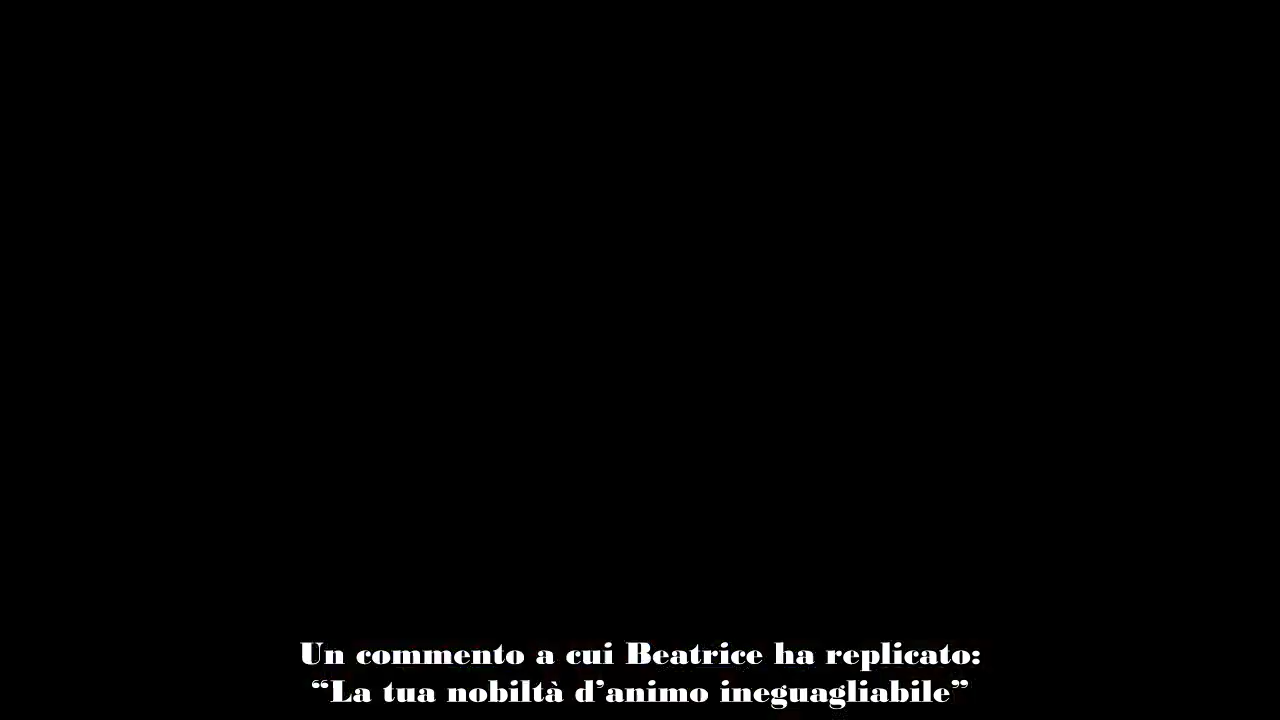 Un commento a cui Beatrice ha replicato:
“La tua nobiltà d’animo ineguagliabile”